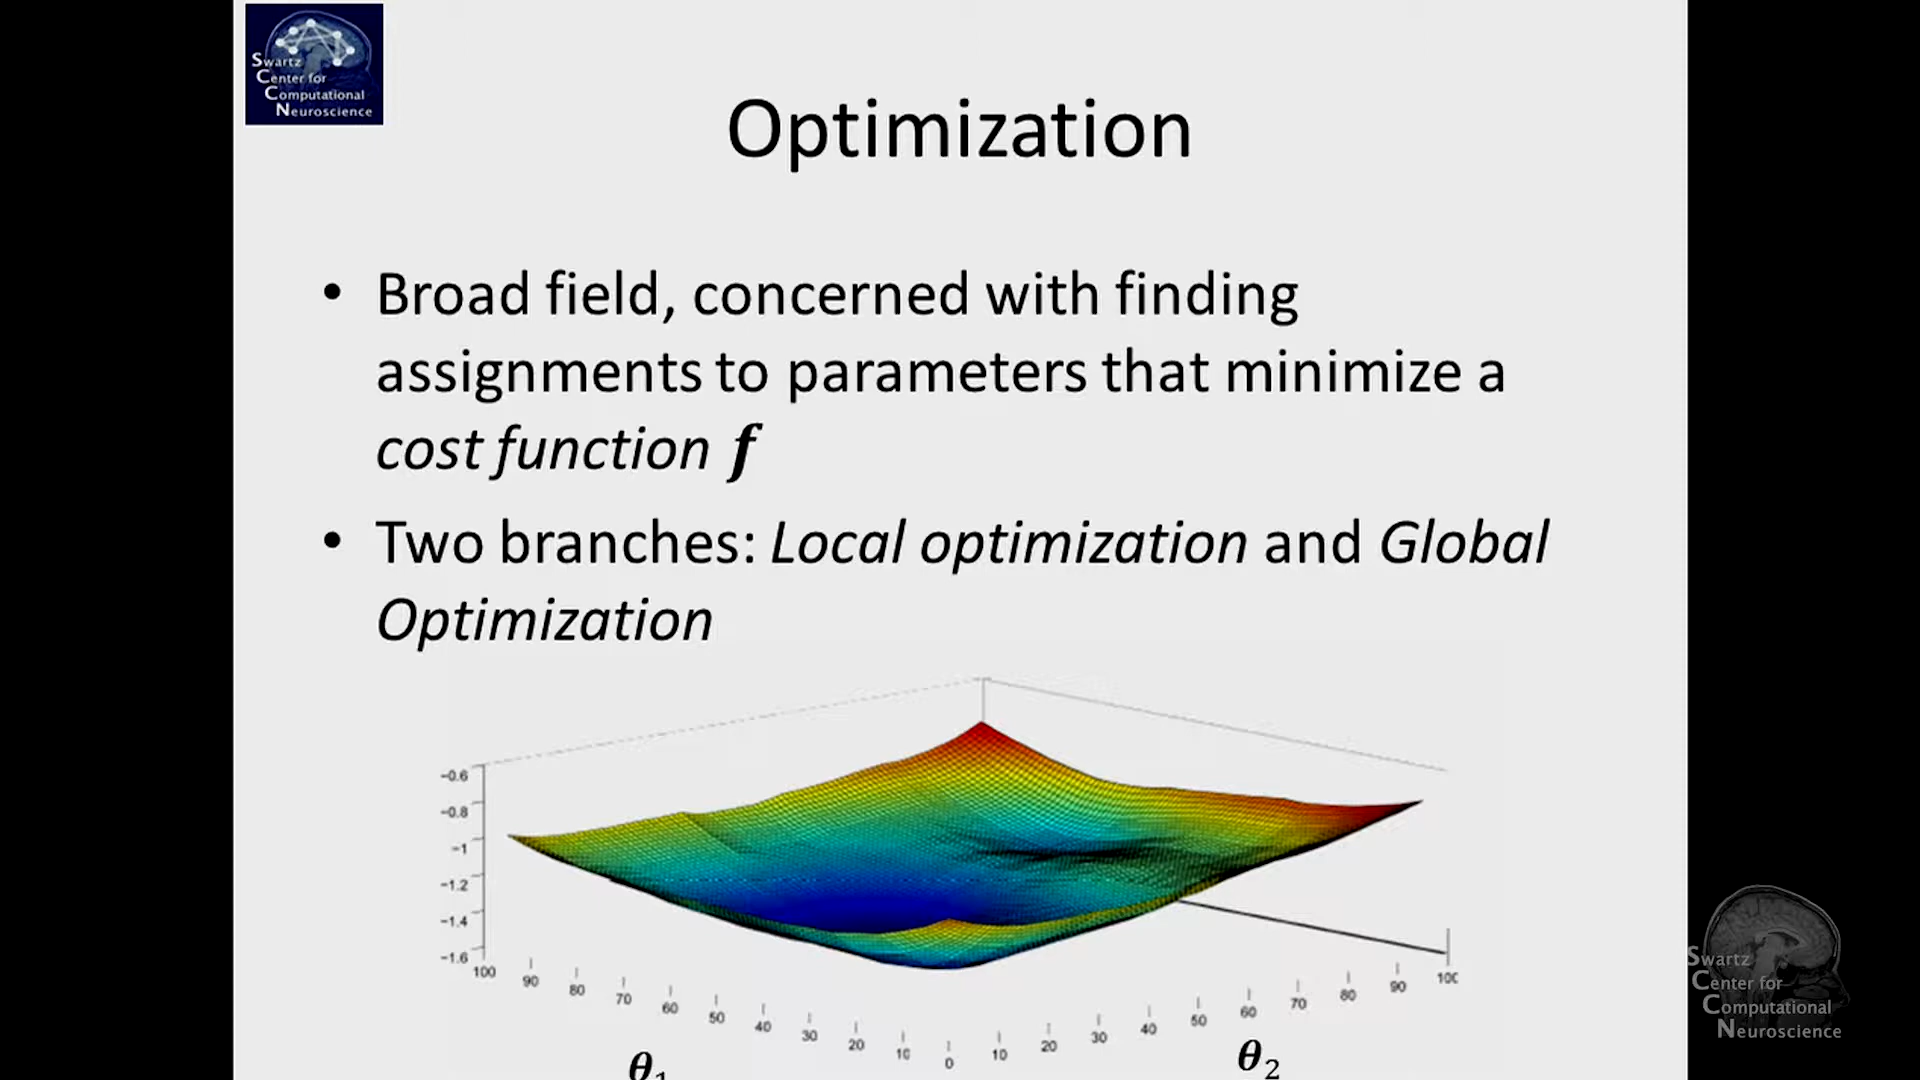 Swartz
Center for
Computational
Neuroscience
Optimization
• Broad field, concerned with finding
assignments to parameters that minimize a
cost function f
• Two branches: Local optimization and Global
Optimization
−0.6
−0.8
−1
−1.2
−1.4
−1.6
100 90 80 70 60 50 40 30 20 10 0 10 20 30 40 50 60 70 80 90 100
θ1
θ2
Swartz
Center for
Computational
Neuroscience